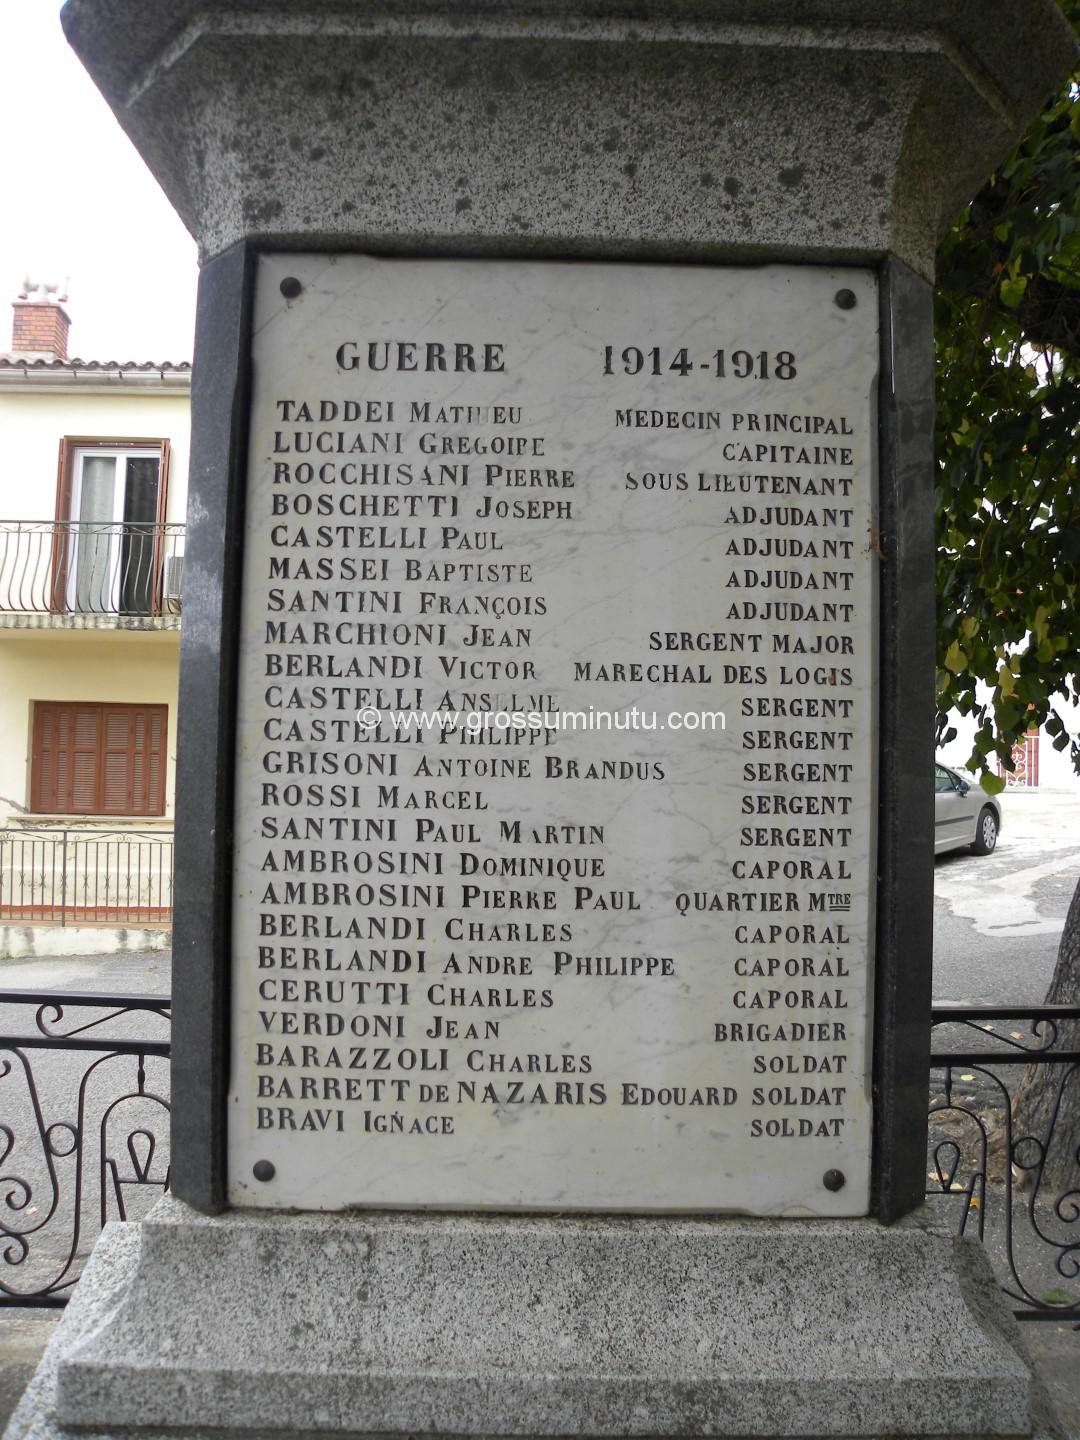 GUERRE 1914-1918
TADDEI MATHIEU MEDECIN PRINCIPAL
LUCIANI GREGOIRE CAPITAINE
ROCCHISANI PIERRE SOUS LIEUTENANT
BOSCHETTI JOSEPH ADJUDANT
CASTELLI PAUL ADJUDANT
MASSEI BAPTISTE ADJUDANT
SANTINI FRANÇOIS ADJUDANT
MARCHIONI JEAN SERGENT MAJOR
BERLANDI VICTOR MARECHAL DES LOGIS
CASTELLI ANSELME SERGENT
© www.grossuminutu.com
CASTELLI PHILIPPE SERGENT
GRISONI ANTOINE BRANDUS SERGENT
ROSSI MARCEL SERGENT
SANTINI PAUL MARTIN SERGENT
AMBROSINI DOMINIQUE CAPORAL
AMBROSINI PIERRE PAUL QUARTIER MTRE
BERLANDI CHARLES CAPORAL
BERLANDI ANDRE PHILIPPE CAPORAL
CERUTTI CHARLES CAPORAL
VERDONI JEAN BRIGADIER
BARAZZOLI CHARLES SOLDAT
BARRETT DE NAZARIS EDOUARD SOLDAT
BRAVI IGNACE SOLDAT